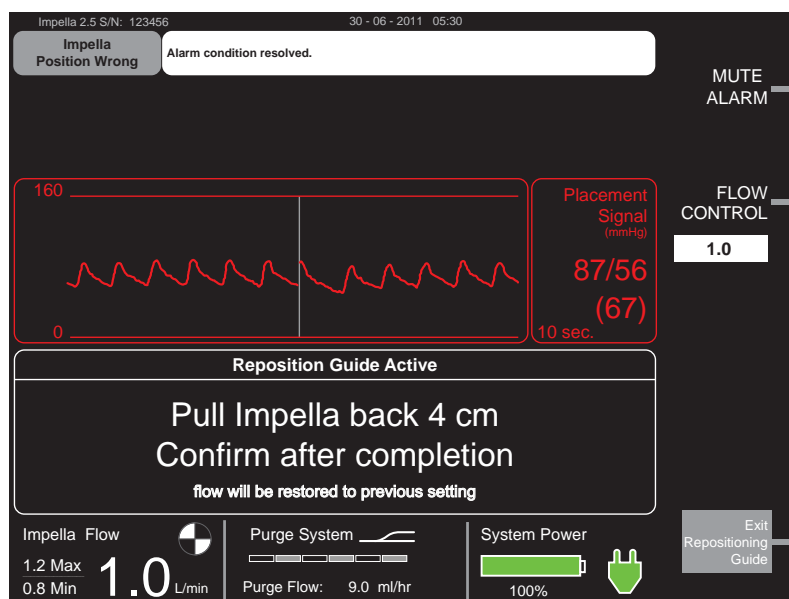 Impella 2.5 S/N: 123456
30 - 06 - 2011 05:30
Impella
Position Wrong
Alarm condition resolved.
MUTE
ALARM
160
0
Placement
Signal
(mmHg)
87/56
(67)
10 sec.
FLOW
CONTROL
1.0
Reposition Guide Active
Pull Impella back 4 cm
Confirm after completion
flow will be restored to previous setting
Impella Flow
1.2 Max
0.8 Min
1.0
L/min
Purge System
Purge Flow: 9.0 ml/hr
System Power
100%
Exit
Repositioning
Guide